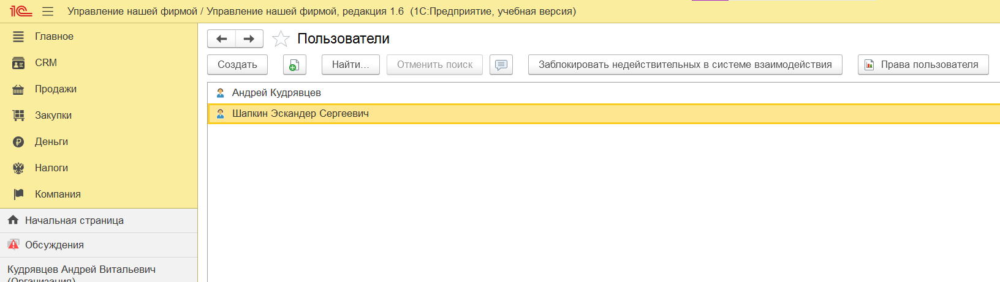 1С Управление нашей фирмой / Управление нашей фирмой, редакция 1.6 (1С:Предприятие, учебная версия)
Главное
CRM
Продажи
Закупки
Деньги
Налоги
Компания
Начальная страница
Обсуждения
Кудрявцев Андрей Витальевич
(Организация)
Пользователи
Создать Найти... Отменить поиск Заблокировать недействительных в системе взаимодействия Права пользователя
Андрей Кудрявцев
Шапкин Эскандер Сергеевич